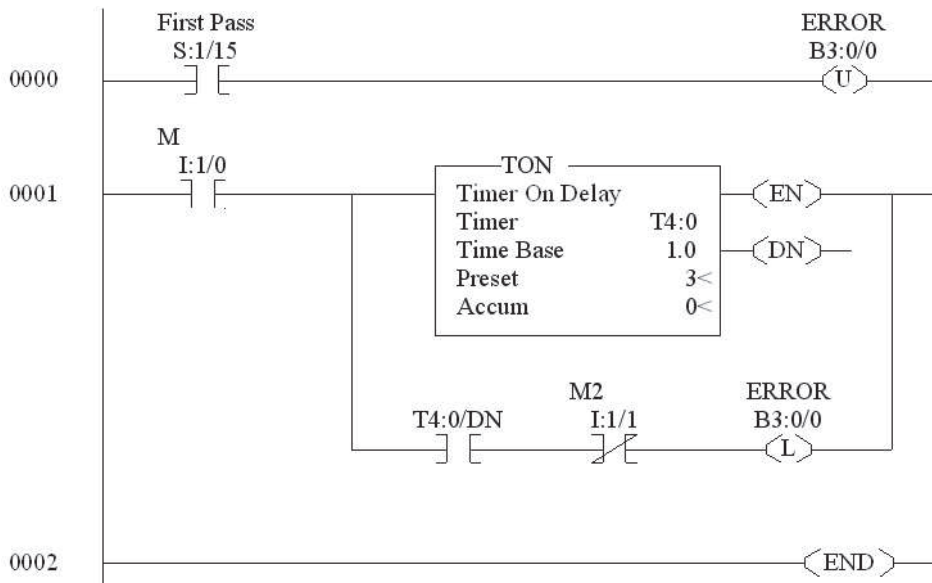 First Pass
S:1/15
ERROR
B3:0/0
0000
U
M
I:1/0
0001
TON
Timer On Delay
Timer T4:0
Time Base 1.0
Preset 3<
Accum 0<
EN
DN
T4:0/DN
M2
I:1/1
ERROR
B3:0/0
L
0002
END